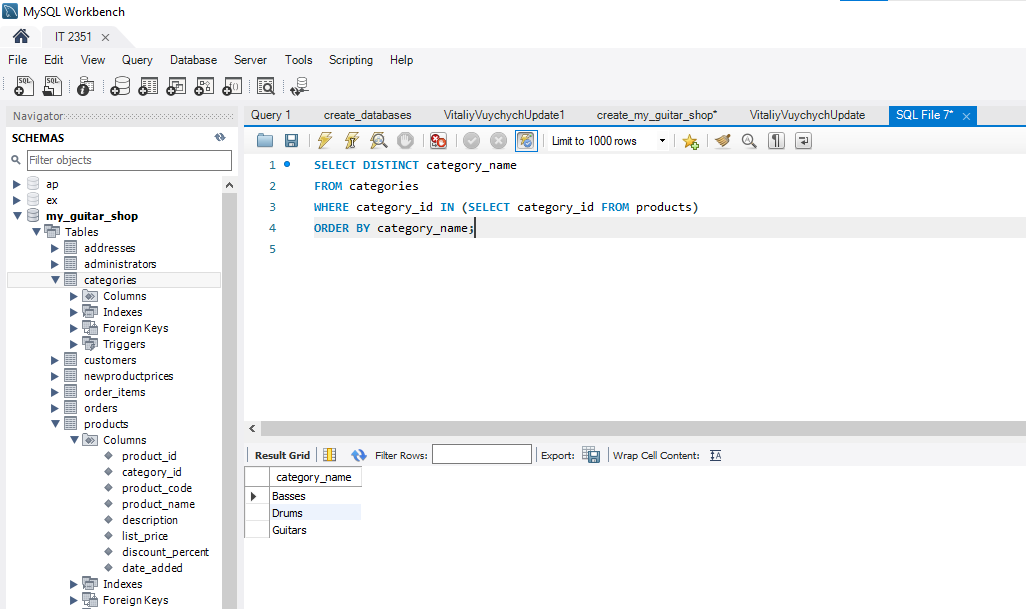 MySQL Workbench
IT 2351
File Edit View Query Database Server Tools Scripting Help
Navigator
SCHEMAS
Filter objects
ap
ex
my_guitar_shop
Tables
addresses
administrators
categories
Columns
Indexes
Foreign Keys
Triggers
customers
newproductprices
order_items
orders
products
Columns
product_id
category_id
product_code
product_name
description
list_price
discount_percent
date_added
Indexes
Foreign Keys
Query 1 create_databases VitaliyVuychychUpdate1 create_my_guitar_shop* VitaliyVuychychUpdate SQL File 7*
Limit to 1000 rows
1 SELECT DISTINCT category_name
2 FROM categories
3 WHERE category_id IN (SELECT category_id FROM products)
4 ORDER BY category_name;
5
Result Grid Filter Rows: Export: Wrap Cell Content:
category_name
Basses
Drums
Guitars